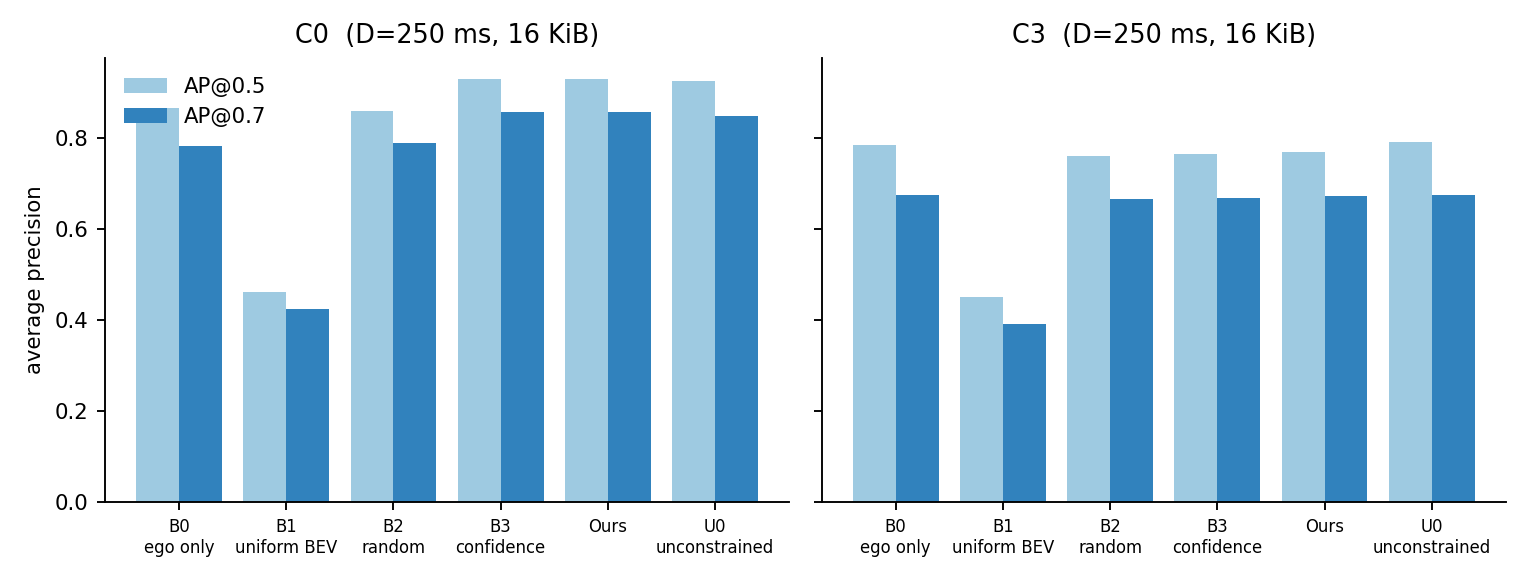 C0  (D=250 ms, 16 KiB)
C3  (D=250 ms, 16 KiB)
AP@0.5
AP@0.7
average precision
0.8
0.6
0.4
0.2
0.0
B0
ego only
B1
uniform BEV
B2
random
B3
confidence
Ours
U0
unconstrained
B0
ego only
B1
uniform BEV
B2
random
B3
confidence
Ours
U0
unconstrained